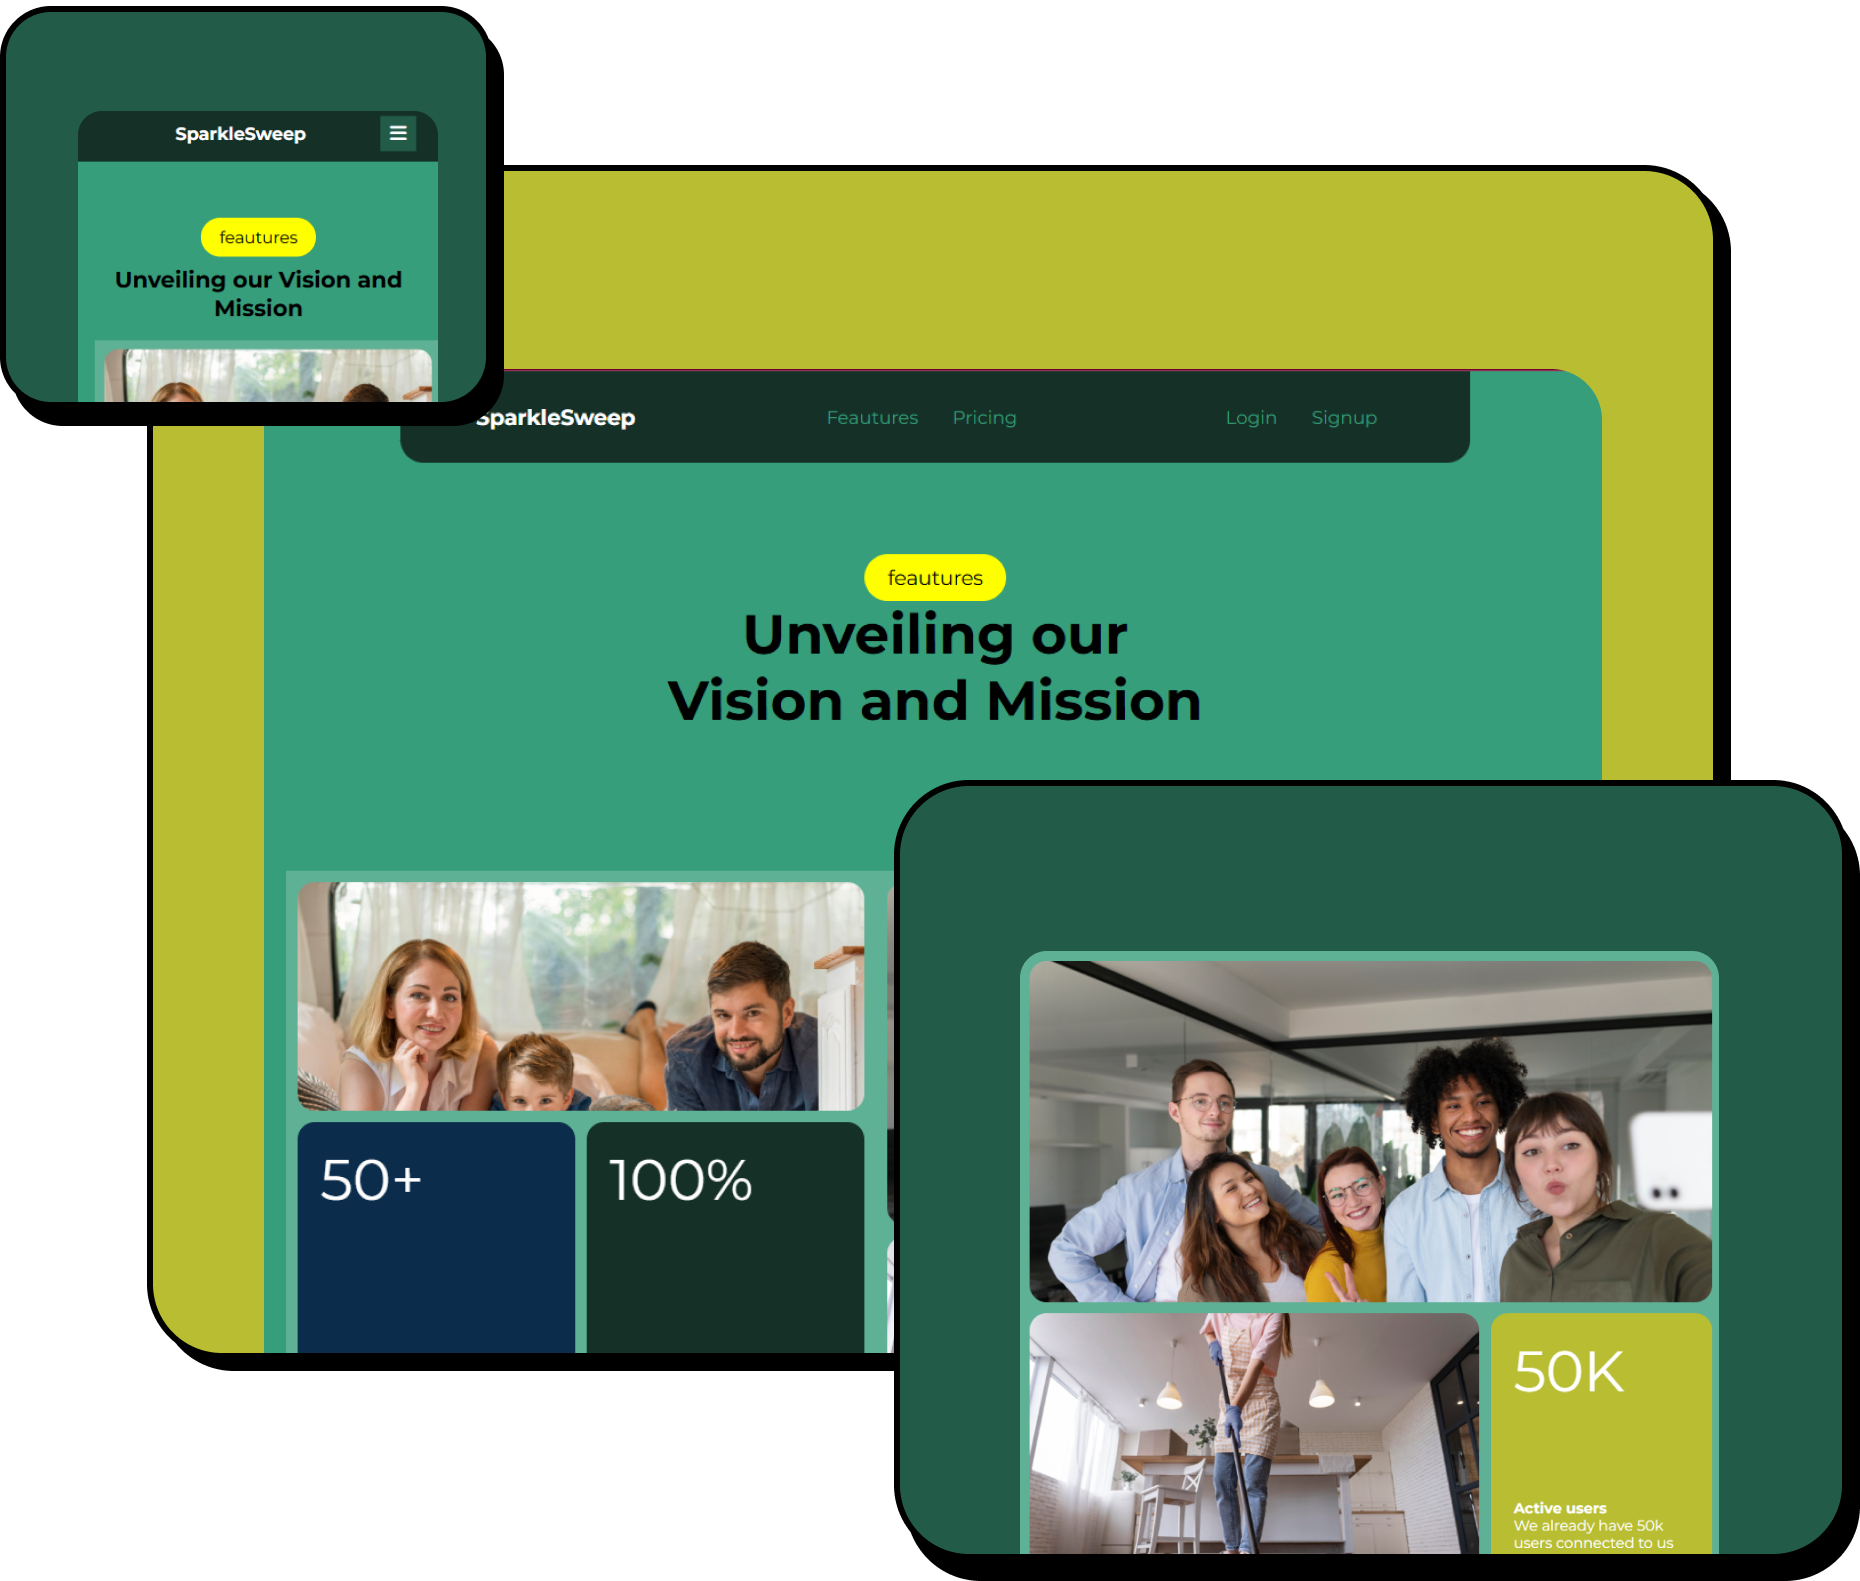 SparkleSweep
feautures
Unveiling our Vision and
Mission
SparkleSweep
Feautures
Pricing
Login
Signup
feautures
Unveiling our
Vision and Mission
50+
100%
50K
Active users
We already have 50k
users connected to us